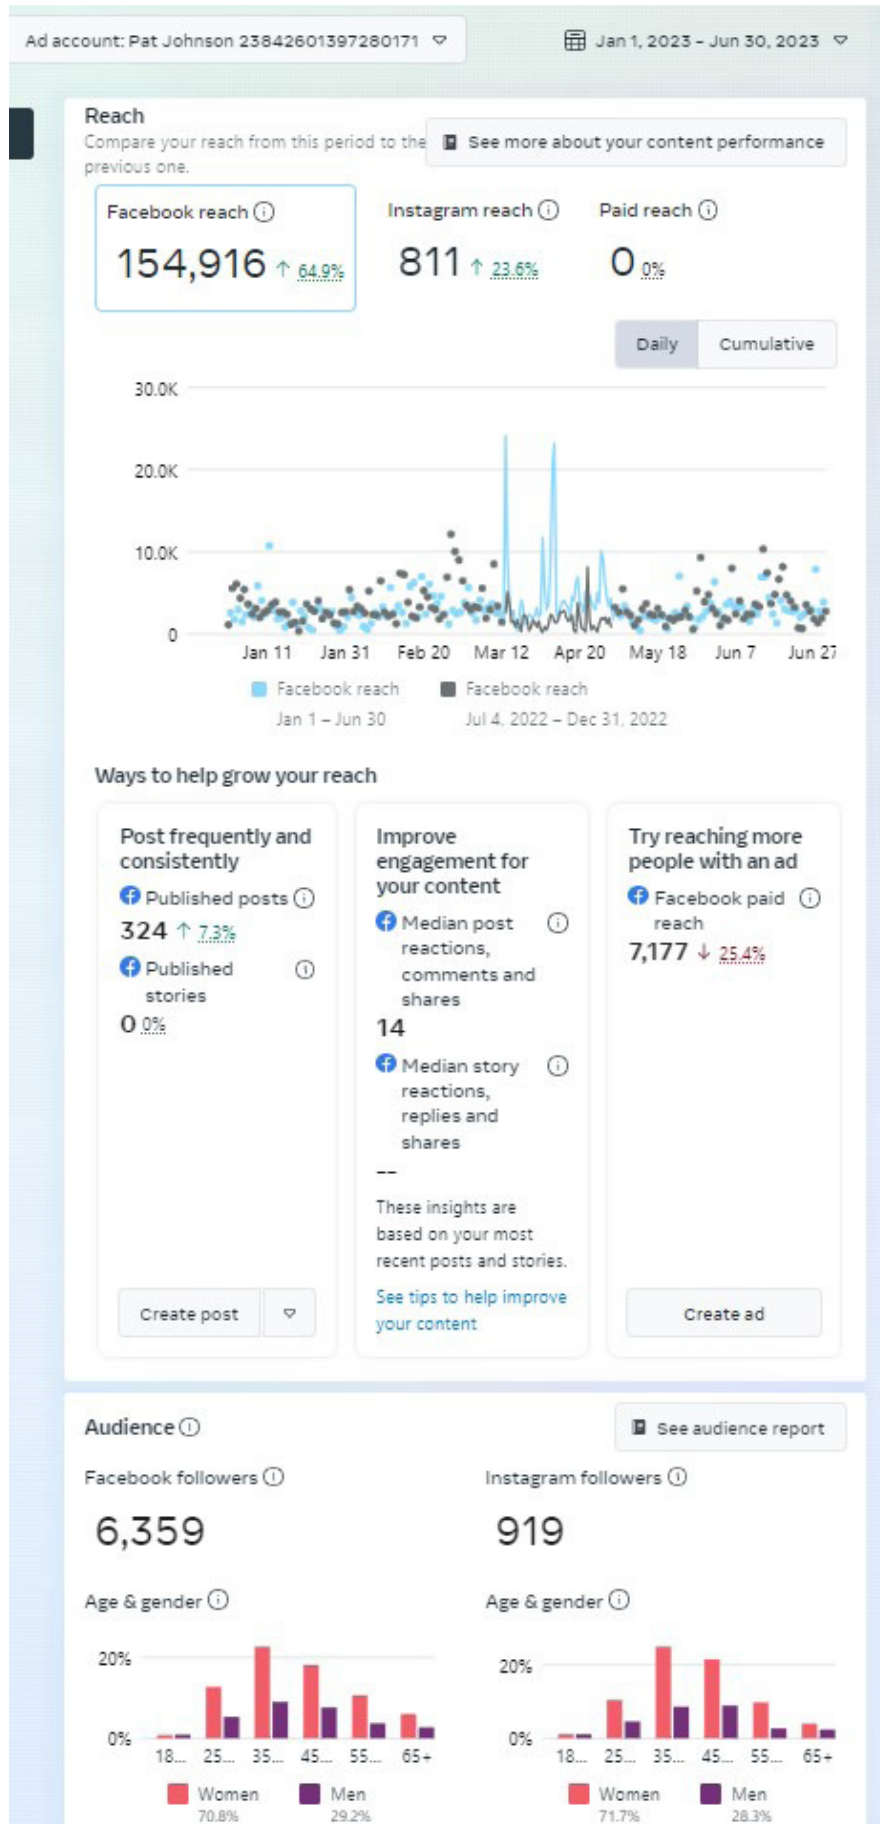 Ad account: Pat Johnson 23842601397280171
Jan 1, 2023 – Jun 30, 2023
Reach
Compare your reach from this period to the
previous one.
See more about your content performance
Facebook reach
154,916 ↑ 64.9%
Instagram reach
811 ↑ 23.6%
Paid reach
0 0%
Daily
Cumulative
30.0K
20.0K
10.0K
0
Jan 11 Jan 31 Feb 20 Mar 12 Apr 20 May 18 Jun 7 Jun 27
Facebook reach
Jan 1 – Jun 30
Facebook reach
Jul 4, 2022 – Dec 31, 2022
Ways to help grow your reach
Post frequently and
consistently
Published posts
324 ↑ 7.3%
Published
stories
0 0%
Create post
Improve
engagement for
your content
Median post
reactions,
comments and
shares
14
Median story
reactions,
replies and
shares
--
These insights are
based on your most
recent posts and stories.
See tips to help improve
your content
Try reaching more
people with an ad
Facebook paid
reach
7,177 ↓ 25.4%
Create ad
Audience
See audience report
Facebook followers
6,359
Age & gender
20%
0%
18... 25... 35... 45... 55... 65+
Women
70.8%
Men
29.2%
Instagram followers
919
Age & gender
20%
0%
18... 25... 35... 45... 55... 65+
Women
71.7%
Men
28.3%